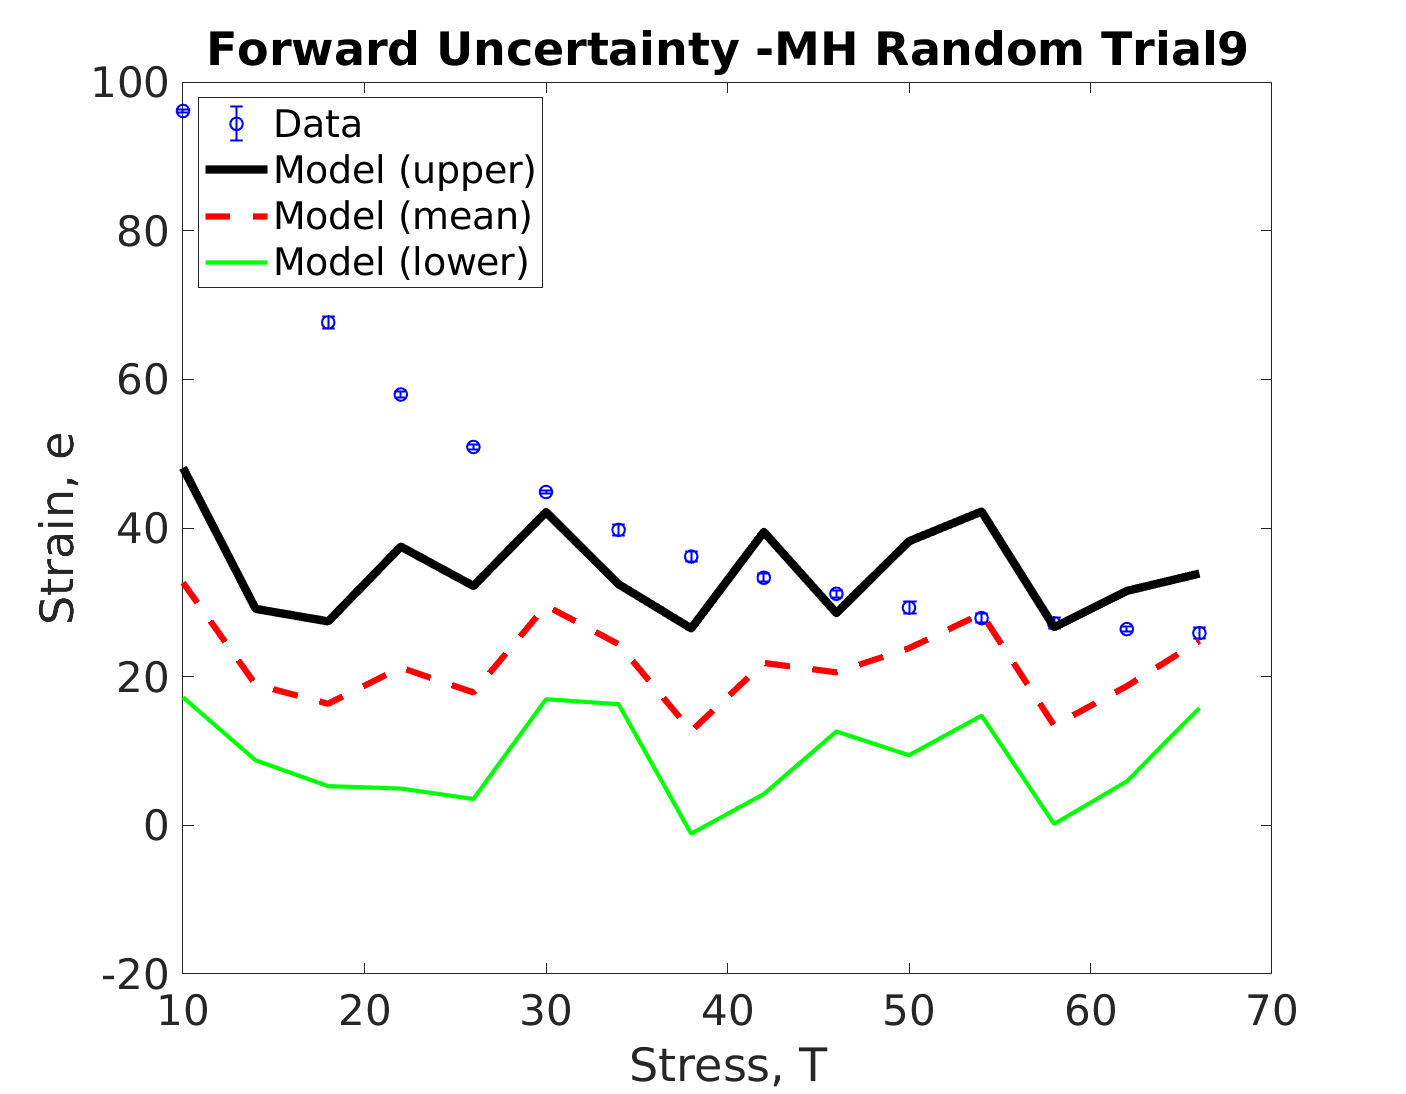 Forward Uncertainty -MH Random Trial9
100
80
60
40
20
0
-20
Strain, e
Data
Model (upper)
Model (mean)
Model (lower)
10 20 30 40 50 60 70
Stress, T